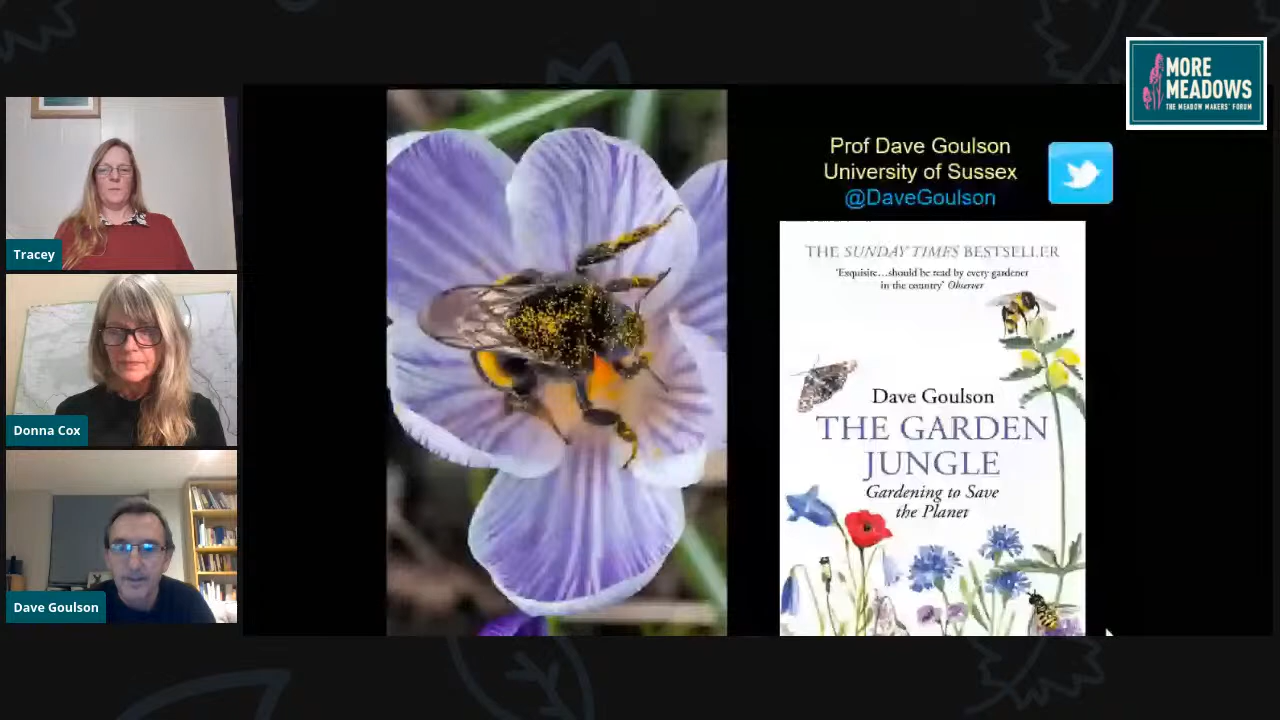 MORE
MEADOWS
THE MEADOW MAKERS' FORUM
Tracey
Donna Cox
Dave Goulson
Prof Dave Goulson
University of Sussex
@DaveGoulson
THE SUNDAY TIMES BESTSELLER
'Exquisite...should be read by every gardener
in the country' Observer
Dave Goulson
THE GARDEN
JUNGLE
Gardening to Save
the Planet